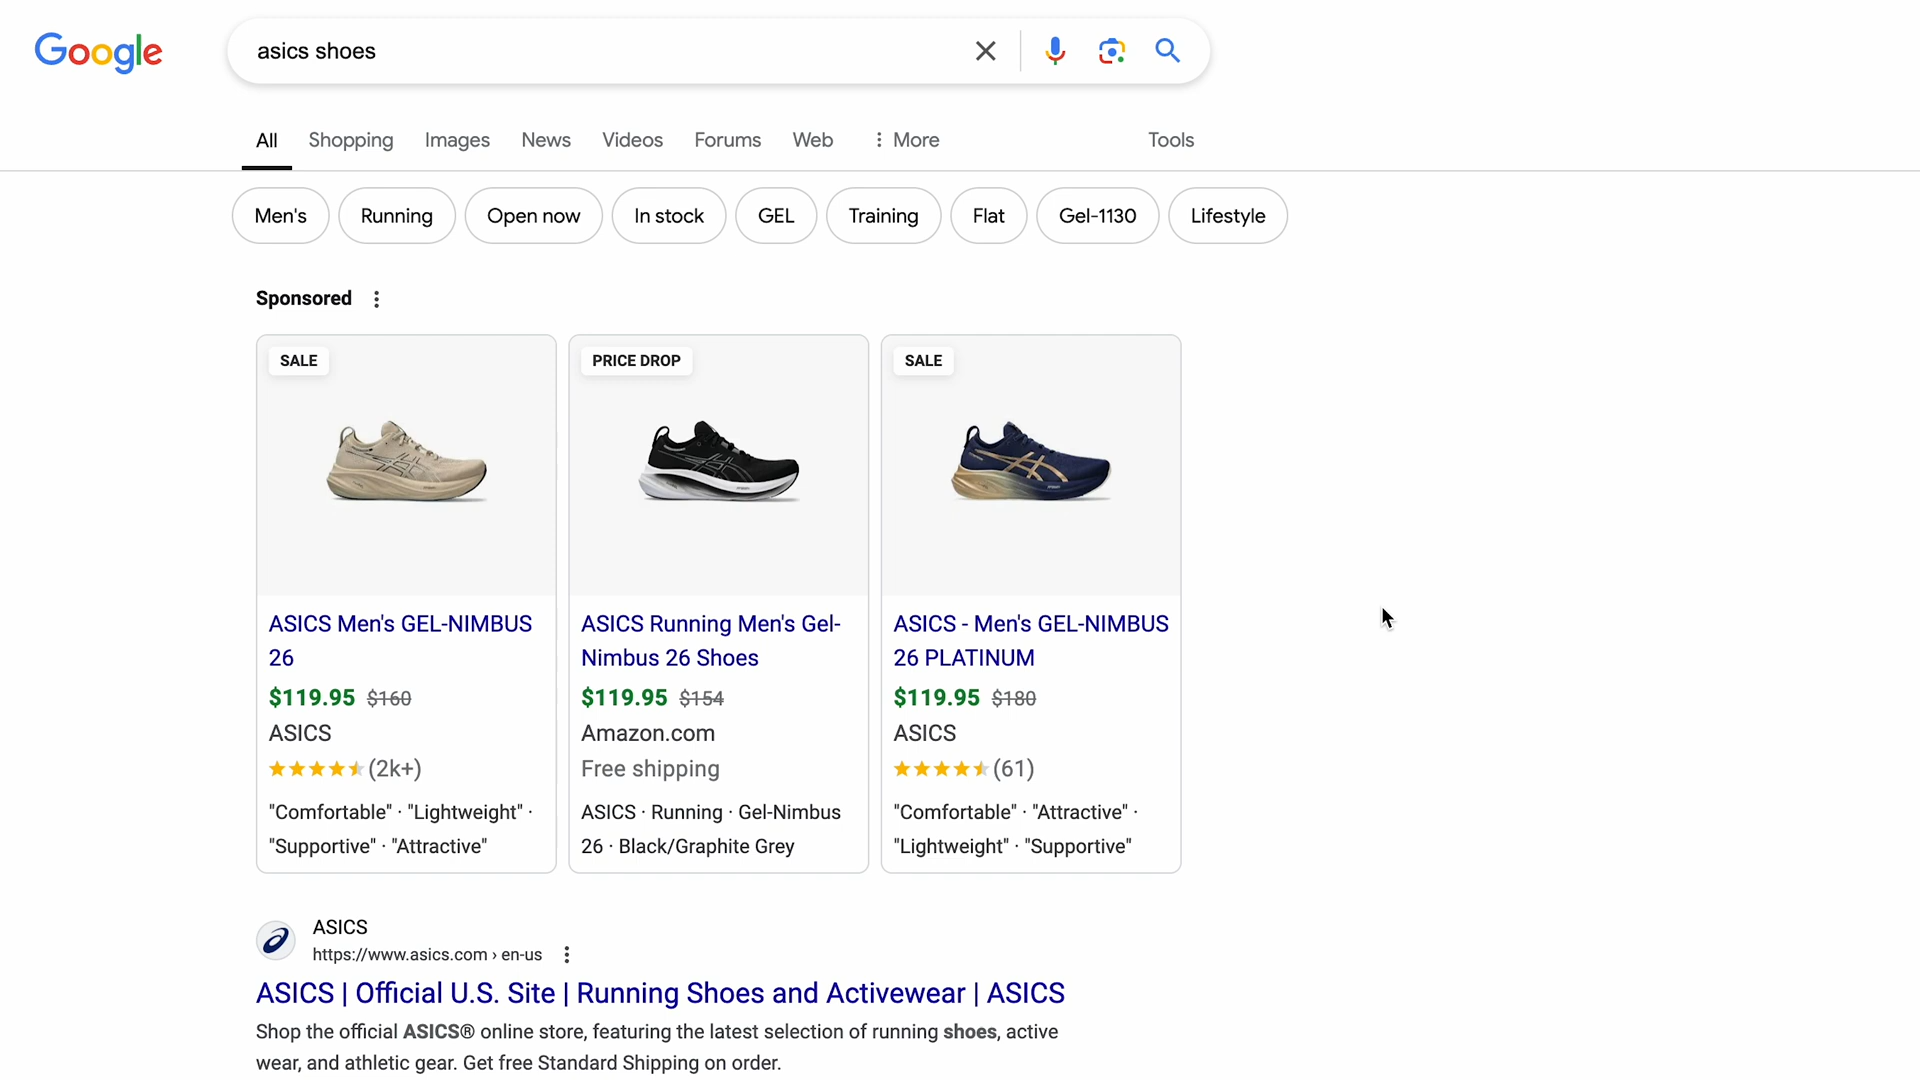 Google
asics shoes
All Shopping Images News Videos Forums Web More Tools
Men's Running Open now In stock GEL Training Flat Gel-1130 Lifestyle
Sponsored
SALE
ASICS Men's GEL-NIMBUS
26
$119.95 $160
ASICS
(2k+)
"Comfortable" · "Lightweight" ·
"Supportive" · "Attractive"
PRICE DROP
ASICS Running Men's Gel-
Nimbus 26 Shoes
$119.95 $154
Amazon.com
Free shipping
ASICS · Running · Gel-Nimbus
26 · Black/Graphite Grey
SALE
ASICS - Men's GEL-NIMBUS
26 PLATINUM
$119.95 $180
ASICS
(61)
"Comfortable" · "Attractive" ·
"Lightweight" · "Supportive"
ASICS
https://www.asics.com › en-us
ASICS | Official U.S. Site | Running Shoes and Activewear | ASICS
Shop the official ASICS® online store, featuring the latest selection of running shoes, active
wear, and athletic gear. Get free Standard Shipping on order.